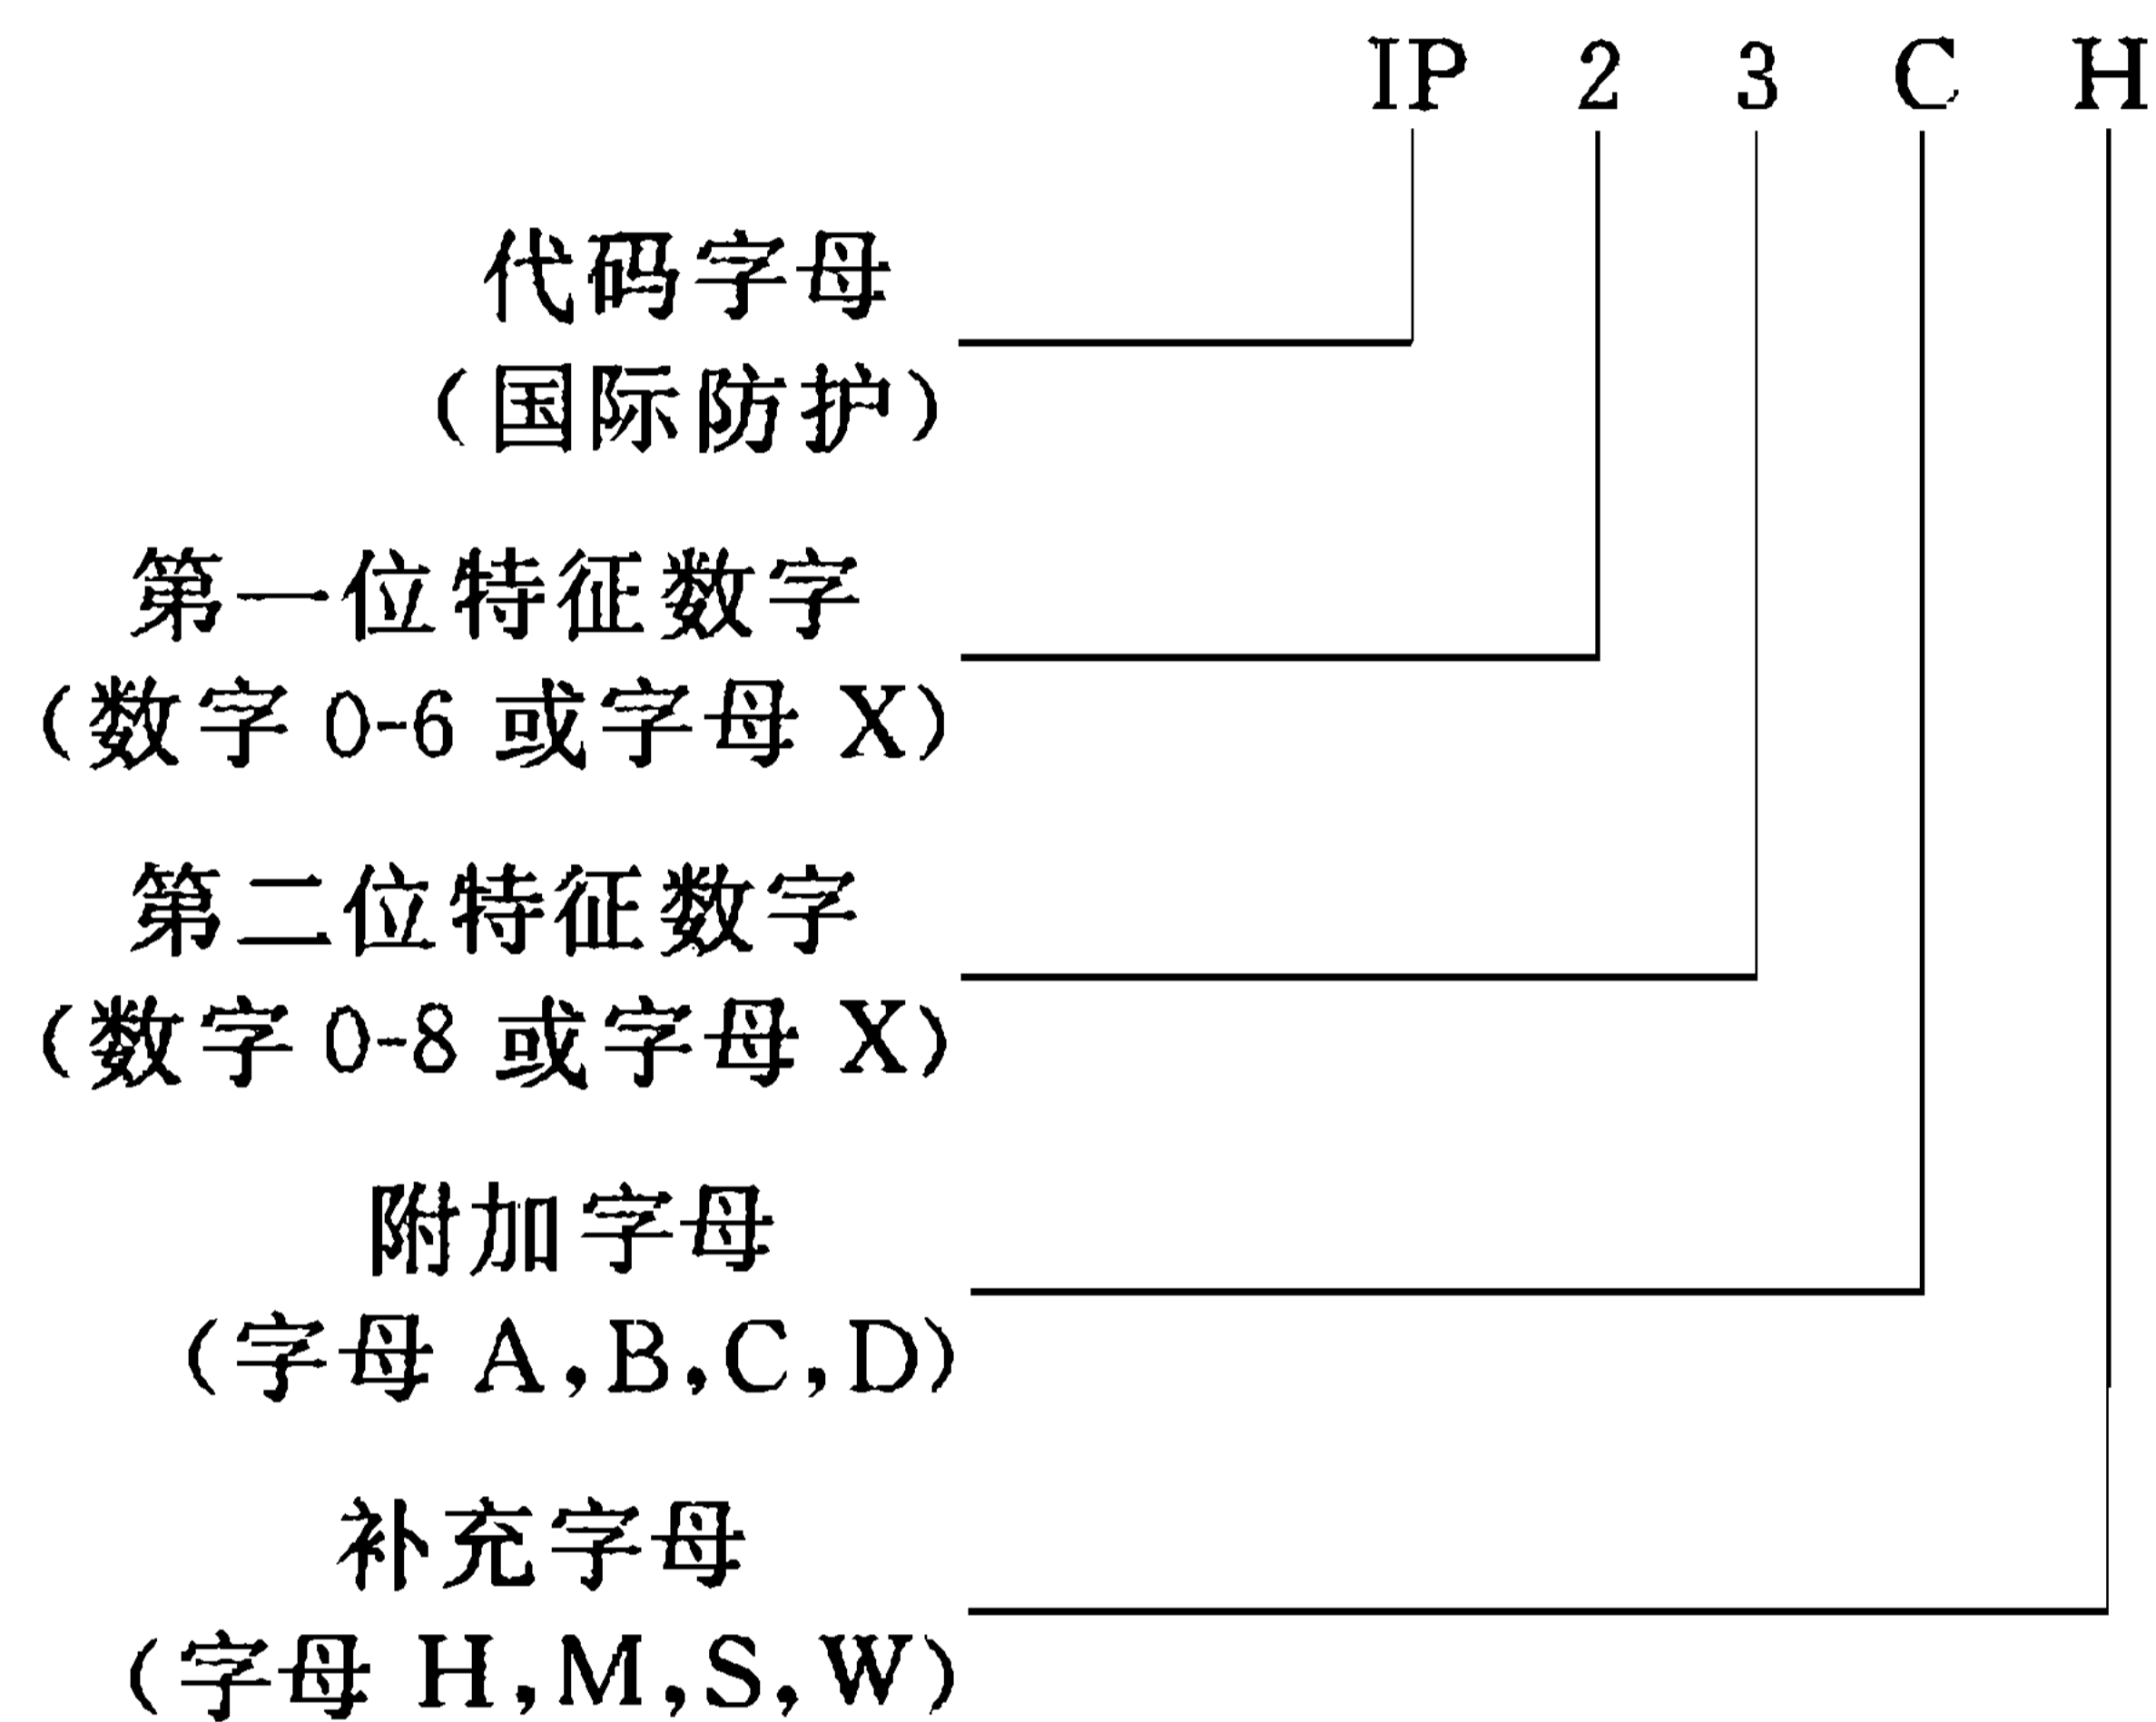 IP 2 3 C H
代码字母
(国际防护)
第一位特征数字
(数字 0-6 或字母 X)
第二位特征数字
(数字 0-8 或字母 X)
附加字母
(字母 A,B,C,D)
补充字母
(字母 H,M,S,W)